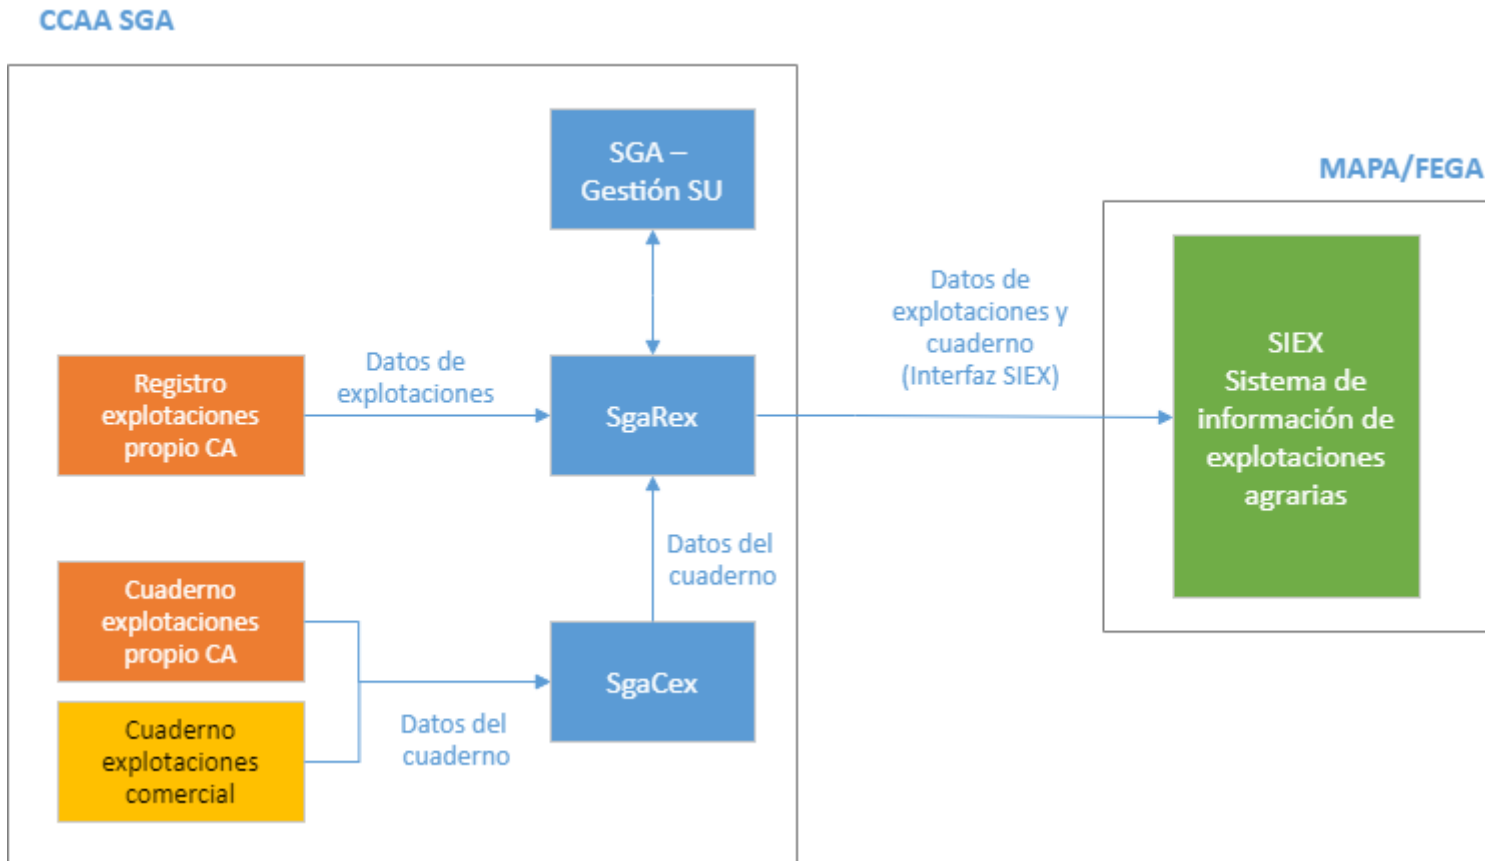 CCAA SGA
SGA –
Gestión SU
MAPA/FEGA
Datos de
explotaciones y
cuaderno
(Interfaz SIEX)
SIEX
Sistema de
información de
explotaciones
agrarias
Registro
explotaciones
propio CA
Datos de
explotaciones
SgaRex
Datos del
cuaderno
Cuaderno
explotaciones
propio CA
SgaCex
Cuaderno
explotaciones
comercial
Datos del
cuaderno